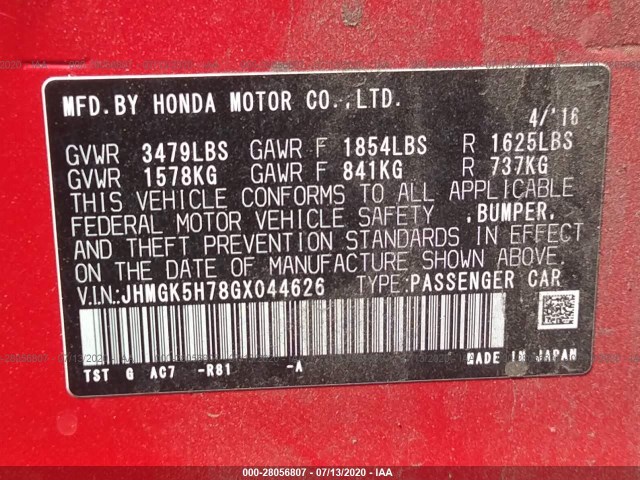 MFD.BY HONDA MOTOR CO.,LTD.
4/'16
GVWR 3479LBS GAWR F 1854LBS R 1625LBS
GVWR 1578KG GAWR F 841KG R 737KG
THIS VEHICLE CONFORMS TO ALL APPLICABLE
FEDERAL MOTOR VEHICLE SAFETY ,BUMPER,
AND THEFT PREVENTION STANDARDS IN EFFECT
ON THE DATE OF MANUFACTURE SHOWN ABOVE.
V.I.N:JHMGK5H78GX044626 TYPE:PASSENGER CAR
TST G AC7 -R81 -A
MADE IN JAPAN
000-28056807 - 07/13/2020 - IAA